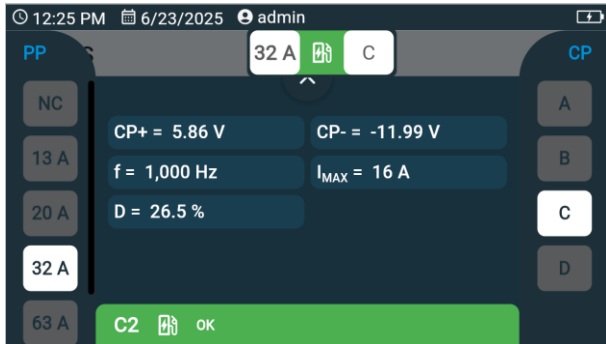 12:25 PM 6/23/2025 admin
PP S 32 A C CP
NC A
CP+ = 5.86 V CP- = -11.99 V
13 A B
f = 1,000 Hz IMAX = 16 A
20 A D = 26.5 % C
32 A D
63 A C2 OK